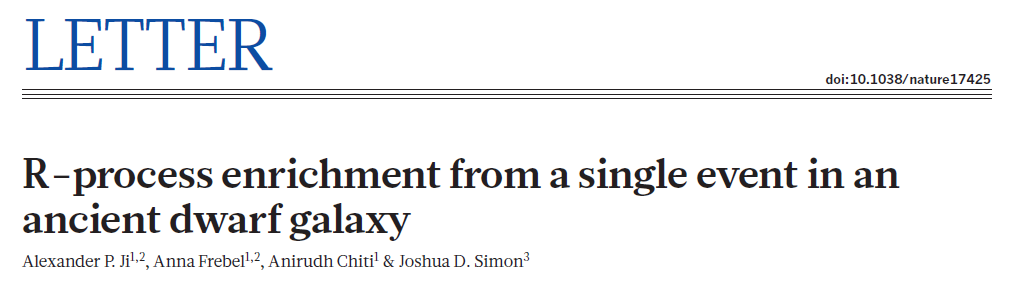 LETTER
doi:10.1038/nature17425
R-process enrichment from a single event in an
ancient dwarf galaxy
Alexander P. Ji1,2, Anna Frebel1,2, Anirudh Chiti1 & Joshua D. Simon3